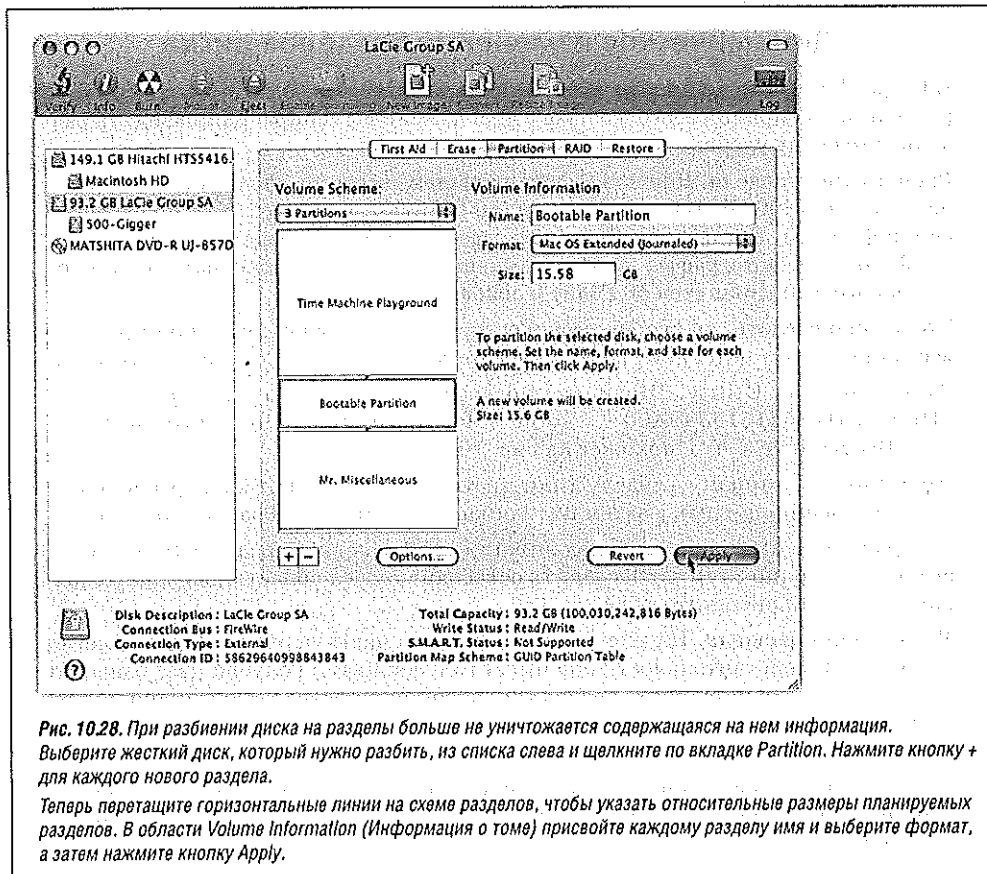 LaCie Group SA
Verify Info Burn Eject New Image Log
First Aid Erase Partition RAID Restore
149.1 GB Hitachi HTS5416
Macintosh HD
93.2 GB LaCie Group SA
500-Gigger
MATSHITA DVD-R UJ-857D
Volume Scheme:
3 Partitions
Time Machine Playground
Bootable Partition
Mr. Miscellaneous
Volume Information
Name: Bootable Partition
Format: Mac OS Extended (Journaled)
Size: 15.58 GB
To partition the selected disk, choose a volume
scheme. Set the name, format, and size for each
volume. Then click Apply.
A new volume will be created.
Size: 15.6 GB
+ −
Options...
Revert
Apply
Disk Description : LaCie Group SA
Connection Bus : FireWire
Connection Type : External
Connection ID : 58629640998843843
Total Capacity : 93.2 GB (100,030,242,816 Bytes)
Write Status : Read/Write
S.M.A.R.T. Status : Not Supported
Partition Map Scheme : GUID Partition Table
?
Рис. 10.28. При разбиении диска на разделы больше не уничтожается содержащаяся на нем информация.
Выберите жесткий диск, который нужно разбить, из списка слева и щелкните по вкладке Partition. Нажмите кнопку +
для каждого нового раздела.
Теперь перетащите горизонтальные линии на схеме разделов, чтобы указать относительные размеры планируемых
разделов. В области Volume Information (Информация о томе) присвойте каждому разделу имя и выберите формат,
а затем нажмите кнопку Apply.